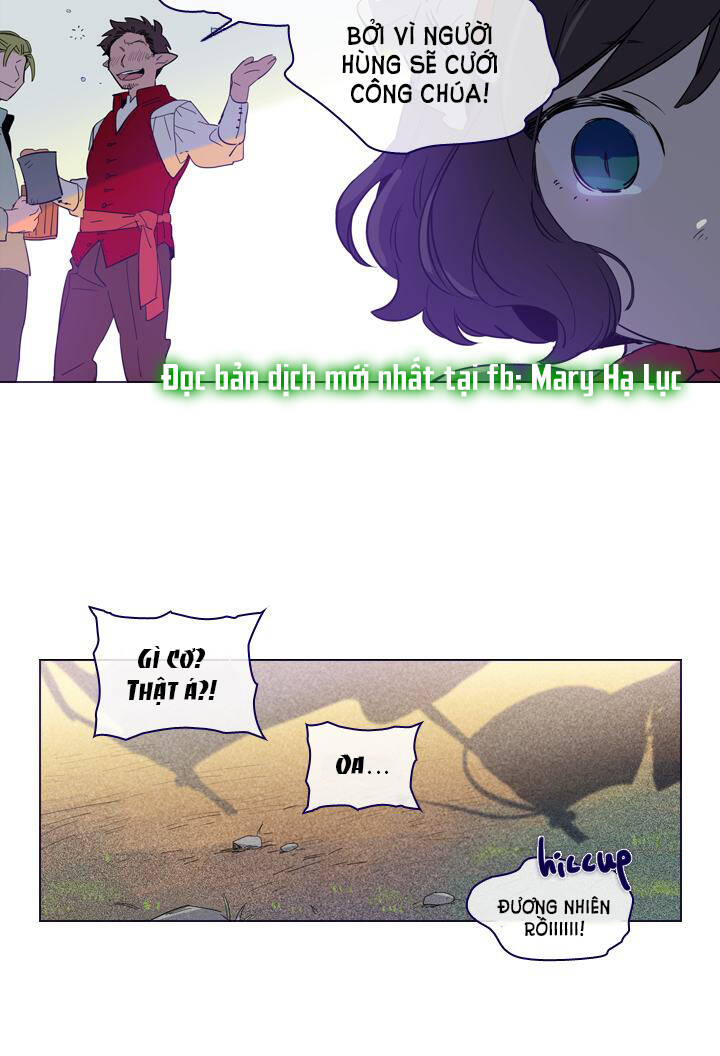 BỞI VÌ NGƯỜI
HÙNG SẼ CƯỚI
CÔNG CHÚA!
Đọc bản dịch mới nhất tại fb: Mary Hạ Lục
GÌ CƠ?
THẬT Á?!
OA...
hiccup
ĐƯƠNG NHIÊN
RỒIIIIII!